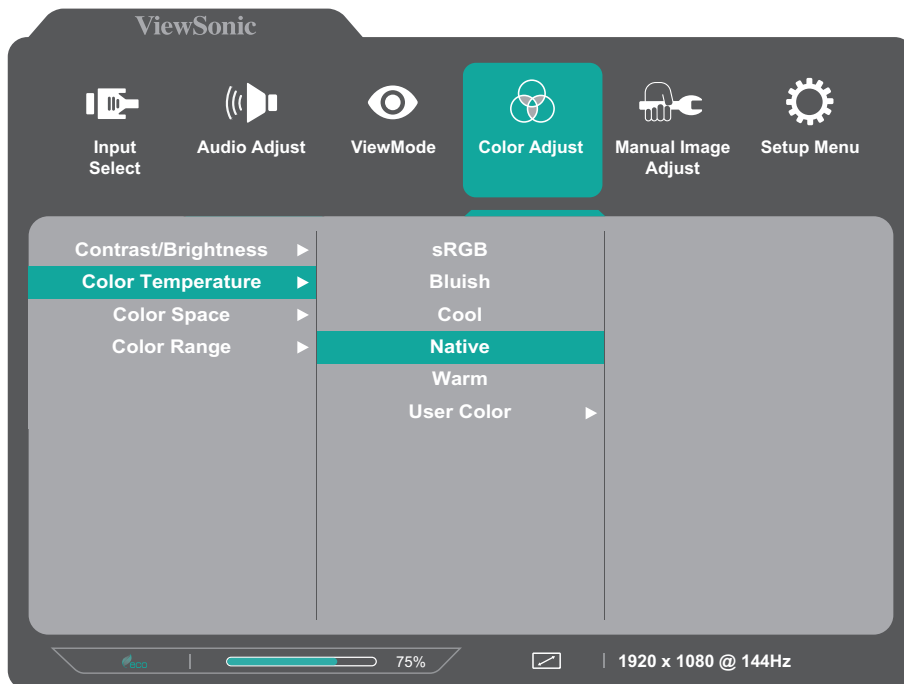 ViewSonic
Input
Select
Audio Adjust
ViewMode
Color Adjust
Manual Image
Adjust
Setup Menu
Contrast/Brightness
Color Temperature
Color Space
Color Range
sRGB
Bluish
Cool
Native
Warm
User Color
ECO
75%
1920 x 1080 @ 144Hz